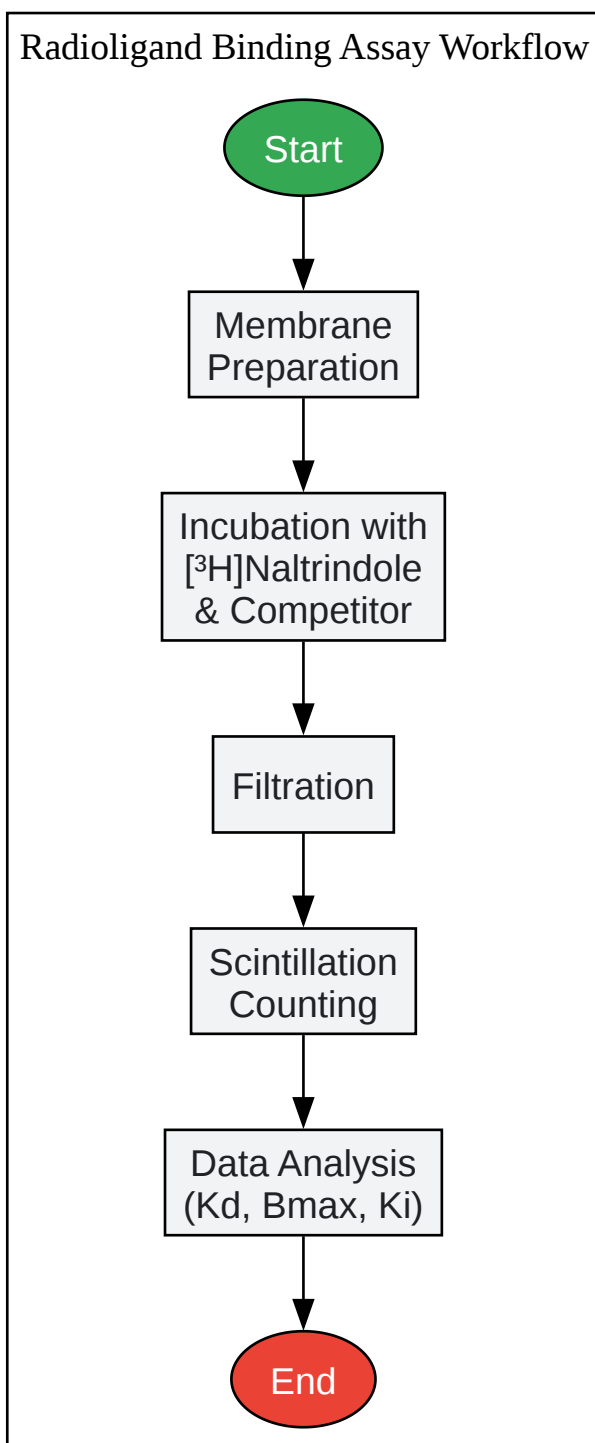 Radioligand Binding Assay Workflow
Start
Membrane
Preparation
Incubation with
[³H]Naltrindole
& Competitor
Filtration
Scintillation
Counting
Data Analysis
(Kd, Bmax, Ki)
End